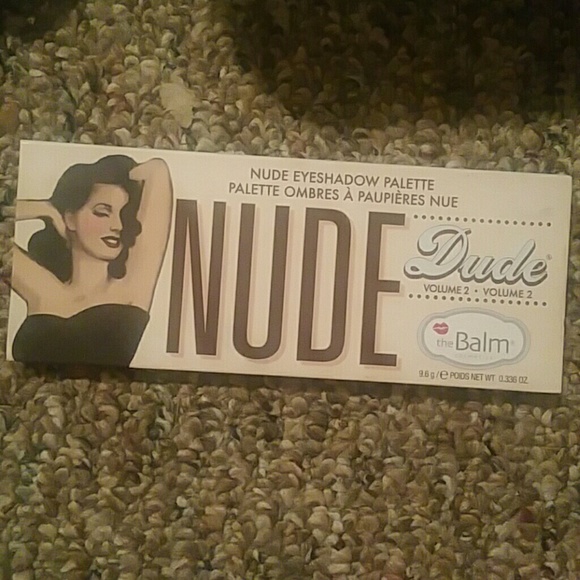 NUDE EYESHADOW PALETTE
PALETTE OMBRES À PAUPIÈRES NUE
NUDE
Dude®
VOLUME 2 • VOLUME 2
theBalm®
9.6 g / ℮ POIDS NET WT. 0.336 OZ.